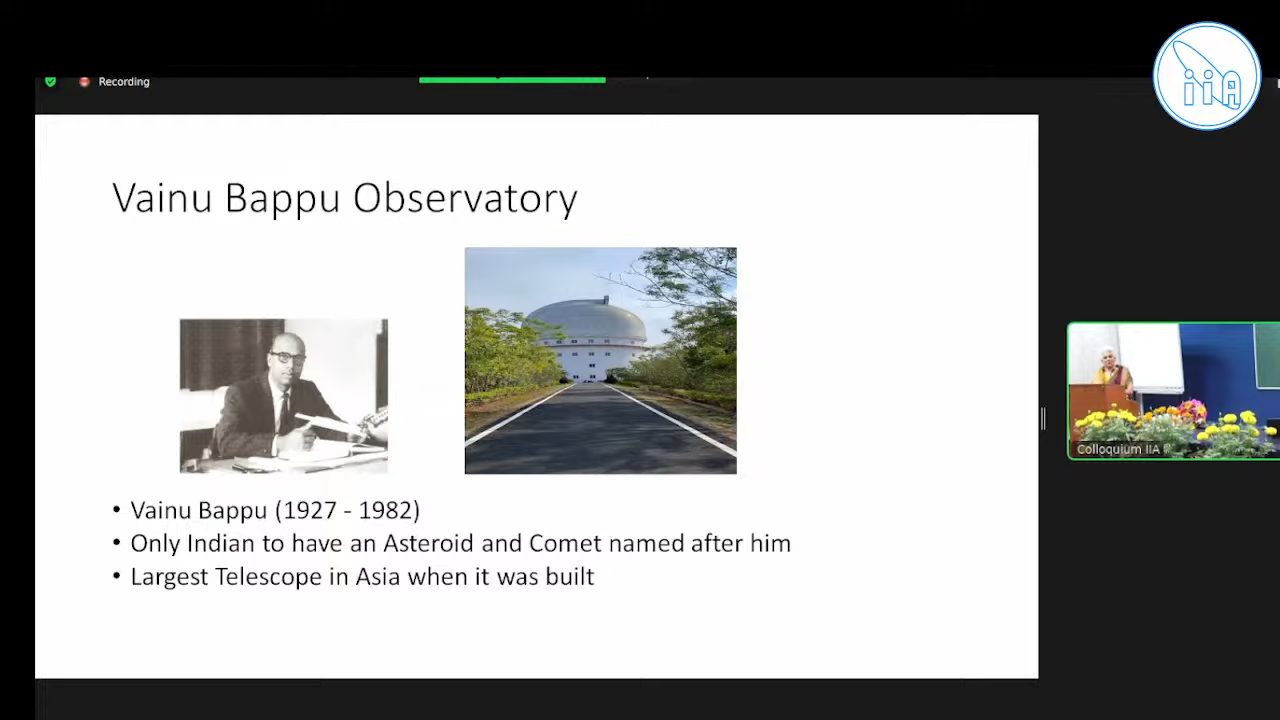 iiA
Recording
Vainu Bappu Observatory
• Vainu Bappu (1927 - 1982)
• Only Indian to have an Asteroid and Comet named after him
• Largest Telescope in Asia when it was built
Colloquium IIA